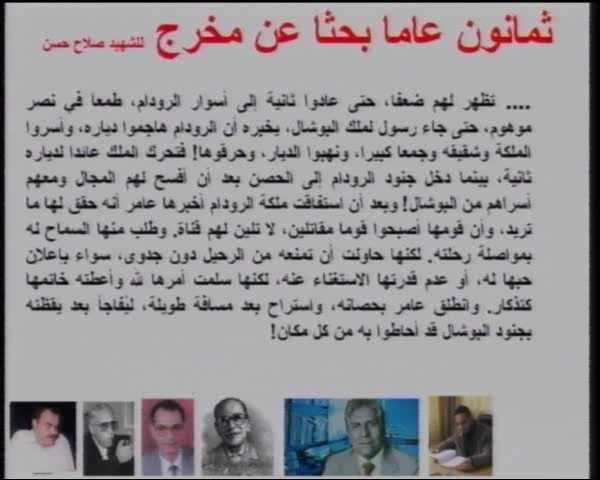 ثمانون عاما بحثا عن مخرج للشهيد صلاح حسن
.... تظهر لهم ضعفا، حتى عادوا ثانية إلى أسوار الرودام، طمعا في نصر
موهوم، حتى جاء رسول لملك البوشال، يخبره أن الرودام هاجموا دياره، وأسروا
الملكة وشقيقه وجمعا كبيرا، ونهبوا الديار، وحرقوها! فتحرك الملك عائدا لدياره
ثانية، بينما دخل جنود الرودام إلى الحصن بعد أن أفسح لهم المجال ومعهم
أسراهم من البوشال! وبعد أن استفاقت ملكة الرودام أخبرها عامر أنه حقق لها ما
تريد، وأن قومها أصبحوا قوما مقاتلين، لا تلين لهم قناة. وطلب منها السماح له
بمواصلة رحلته. لكنها حاولت أن تمنعه من الرحيل دون جدوى، سواء بإعلان
حبها له، أو عدم قدرتها الاستغناء عنه، لكنها سلمت أمرها لله وأعطته خاتمها
كتذكار. وانطلق عامر بحصانه، واستراح بعد مسافة طويلة، ليُفاجأ بعد يقظته
بجنود البوشال قد أحاطوا به من كل مكان!